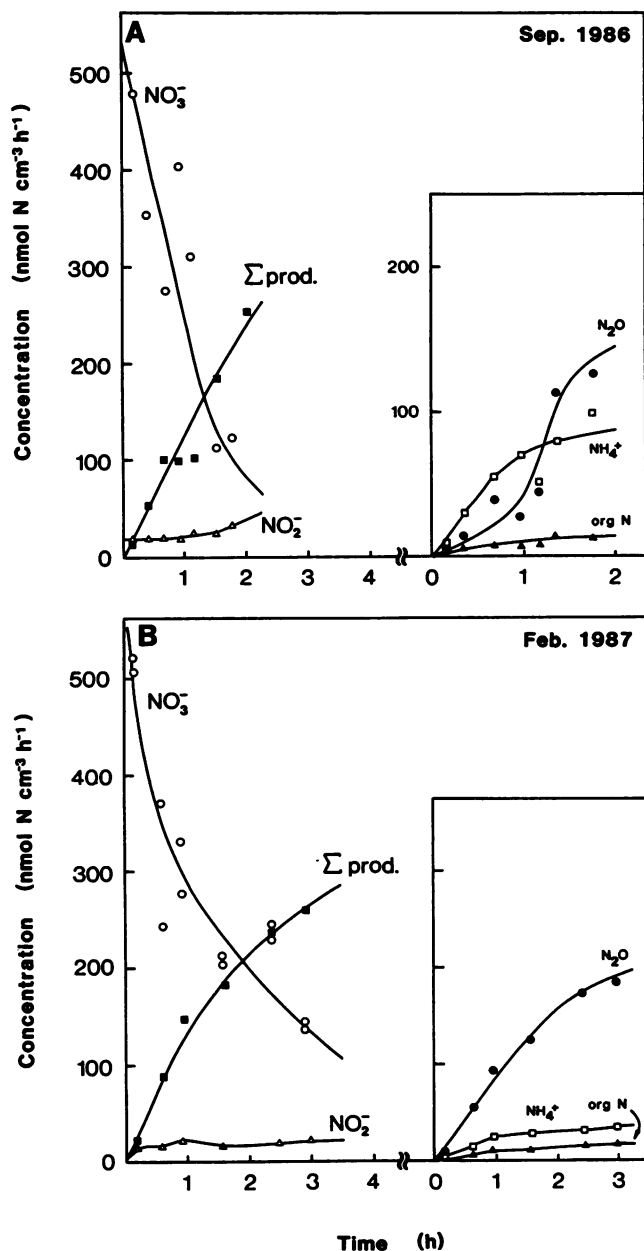 A
Sep. 1986
Concentration (nmol N cm⁻³ h⁻¹)
500
400
300
200
100
0
NO₃⁻
Σ prod.
NO₂⁻
1
2
3
4
200
100
N₂O
NH₄⁺
org N
0
1
2
B
Feb. 1987
Concentration (nmol N cm⁻³ h⁻¹)
500
400
300
200
100
0
NO₃⁻
Σ prod.
NO₂⁻
1
2
3
4
N₂O
NH₄⁺
org N
0
1
2
3
Time (h)